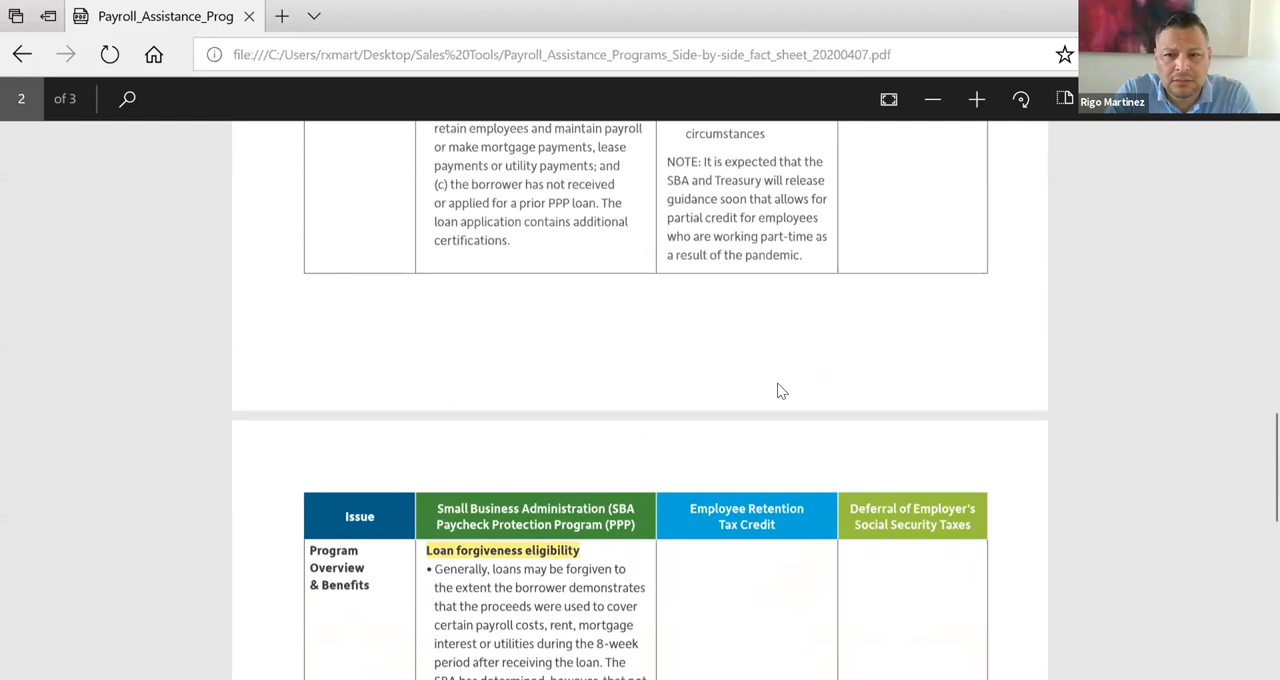 Payroll_Assistance_Prog
file:///C:/Users/rxmart/Desktop/Sales%20Tools/Payroll_Assistance_Programs_Side-by-side_fact_sheet_20200407.pdf
2 of 3
Rigo Martinez
retain employees and maintain payroll
or make mortgage payments, lease
payments or utility payments; and
(c) the borrower has not received
or applied for a prior PPP loan. The
loan application contains additional
certifications.
circumstances
NOTE: It is expected that the
SBA and Treasury will release
guidance soon that allows for
partial credit for employees
who are working part-time as
a result of the pandemic.
Issue
Small Business Administration (SBA
Paycheck Protection Program (PPP)
Employee Retention
Tax Credit
Deferral of Employer's
Social Security Taxes
Program
Overview
& Benefits
Loan forgiveness eligibility
• Generally, loans may be forgiven to
the extent the borrower demonstrates
that the proceeds were used to cover
certain payroll costs, rent, mortgage
interest or utilities during the 8-week
period after receiving the loan. The
SBA has determined, however, that not